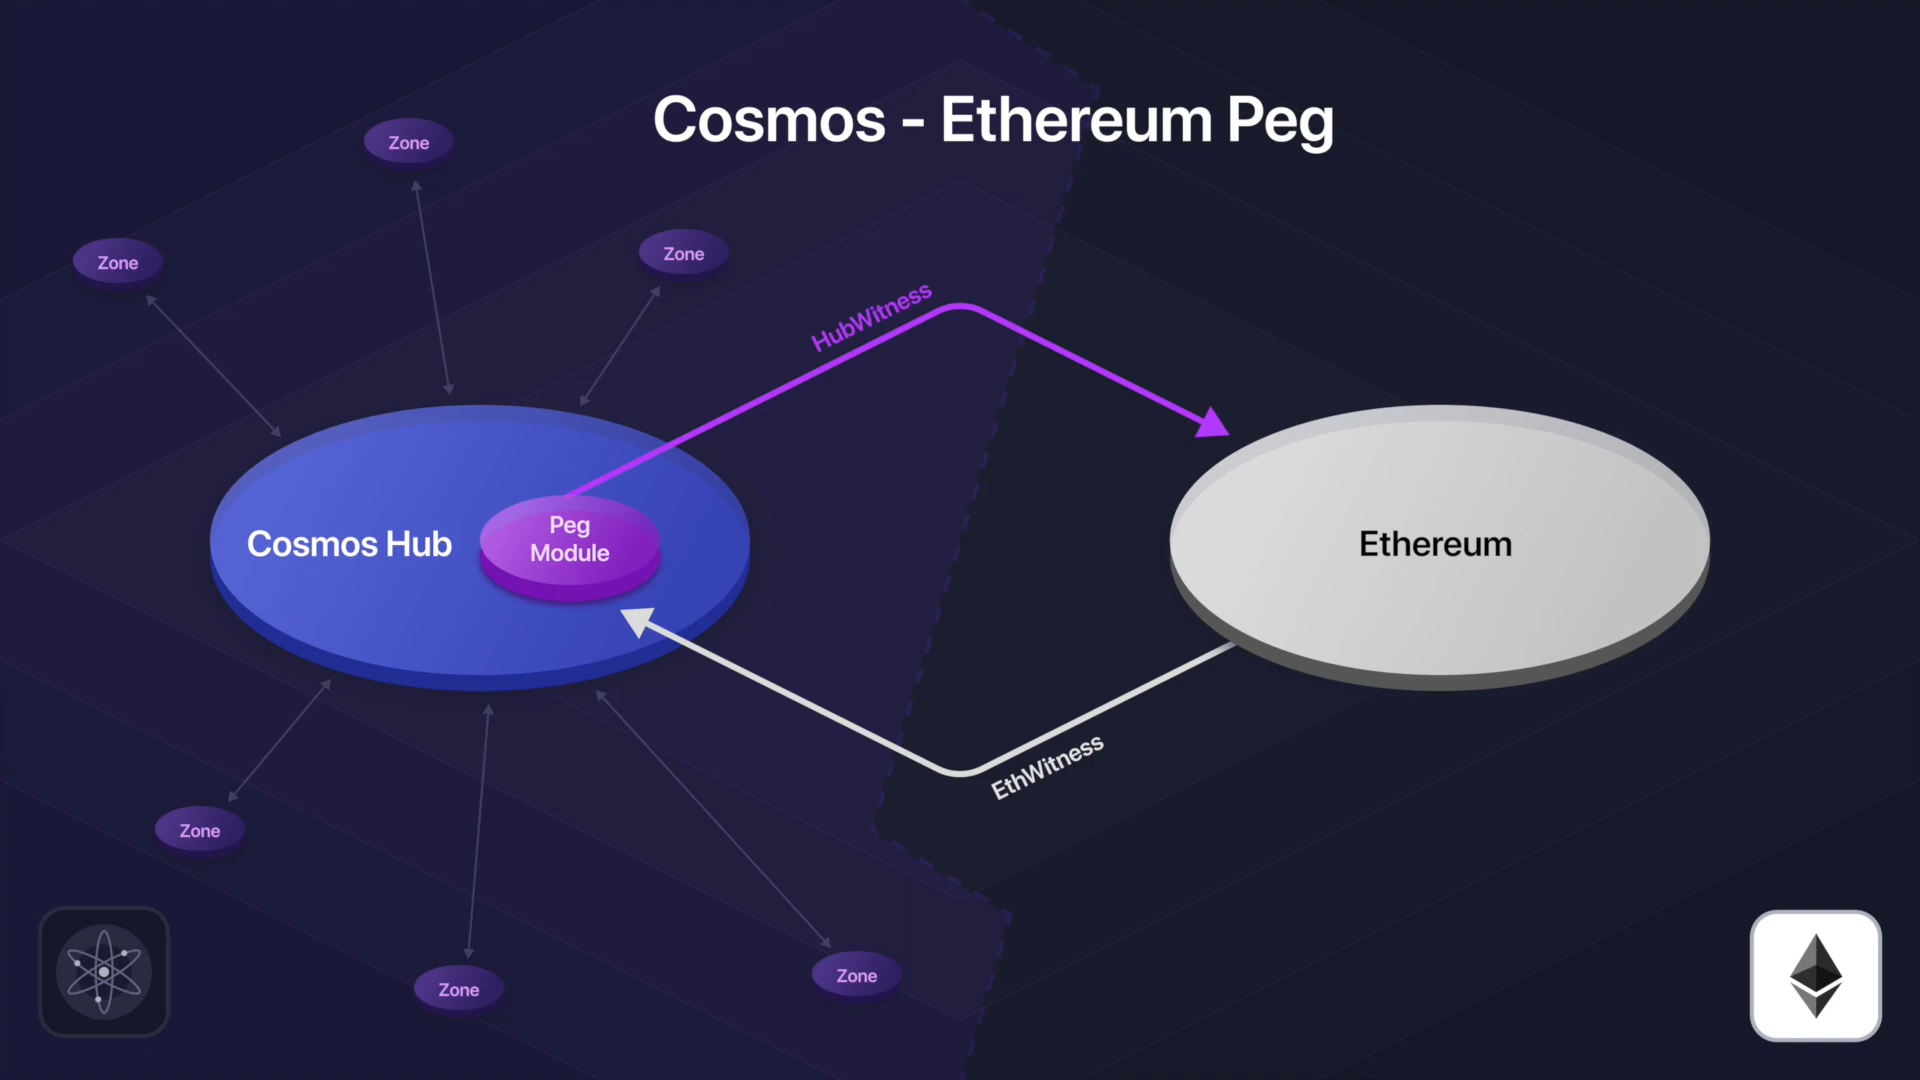 Cosmos - Ethereum Peg
Zone
Zone
Zone
HubWitness
Cosmos Hub
Peg
Module
Ethereum
EthWitness
Zone
Zone
Zone